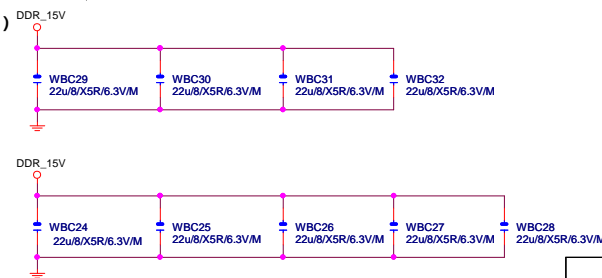 )
DDR_15V
WBC29 WBC30 WBC31 WBC32
22u/8/X5R/6.3V/M 22u/8/X5R/6.3V/M 22u/8/X5R/6.3V/M 22u/8/X5R/6.3V/M
DDR_15V
WBC24 WBC25 WBC26 WBC27 WBC28
22u/8/X5R/6.3V/M 22u/8/X5R/6.3V/M 22u/8/X5R/6.3V/M 22u/8/X5R/6.3V/M 22u/8/X5R/6.3V/M